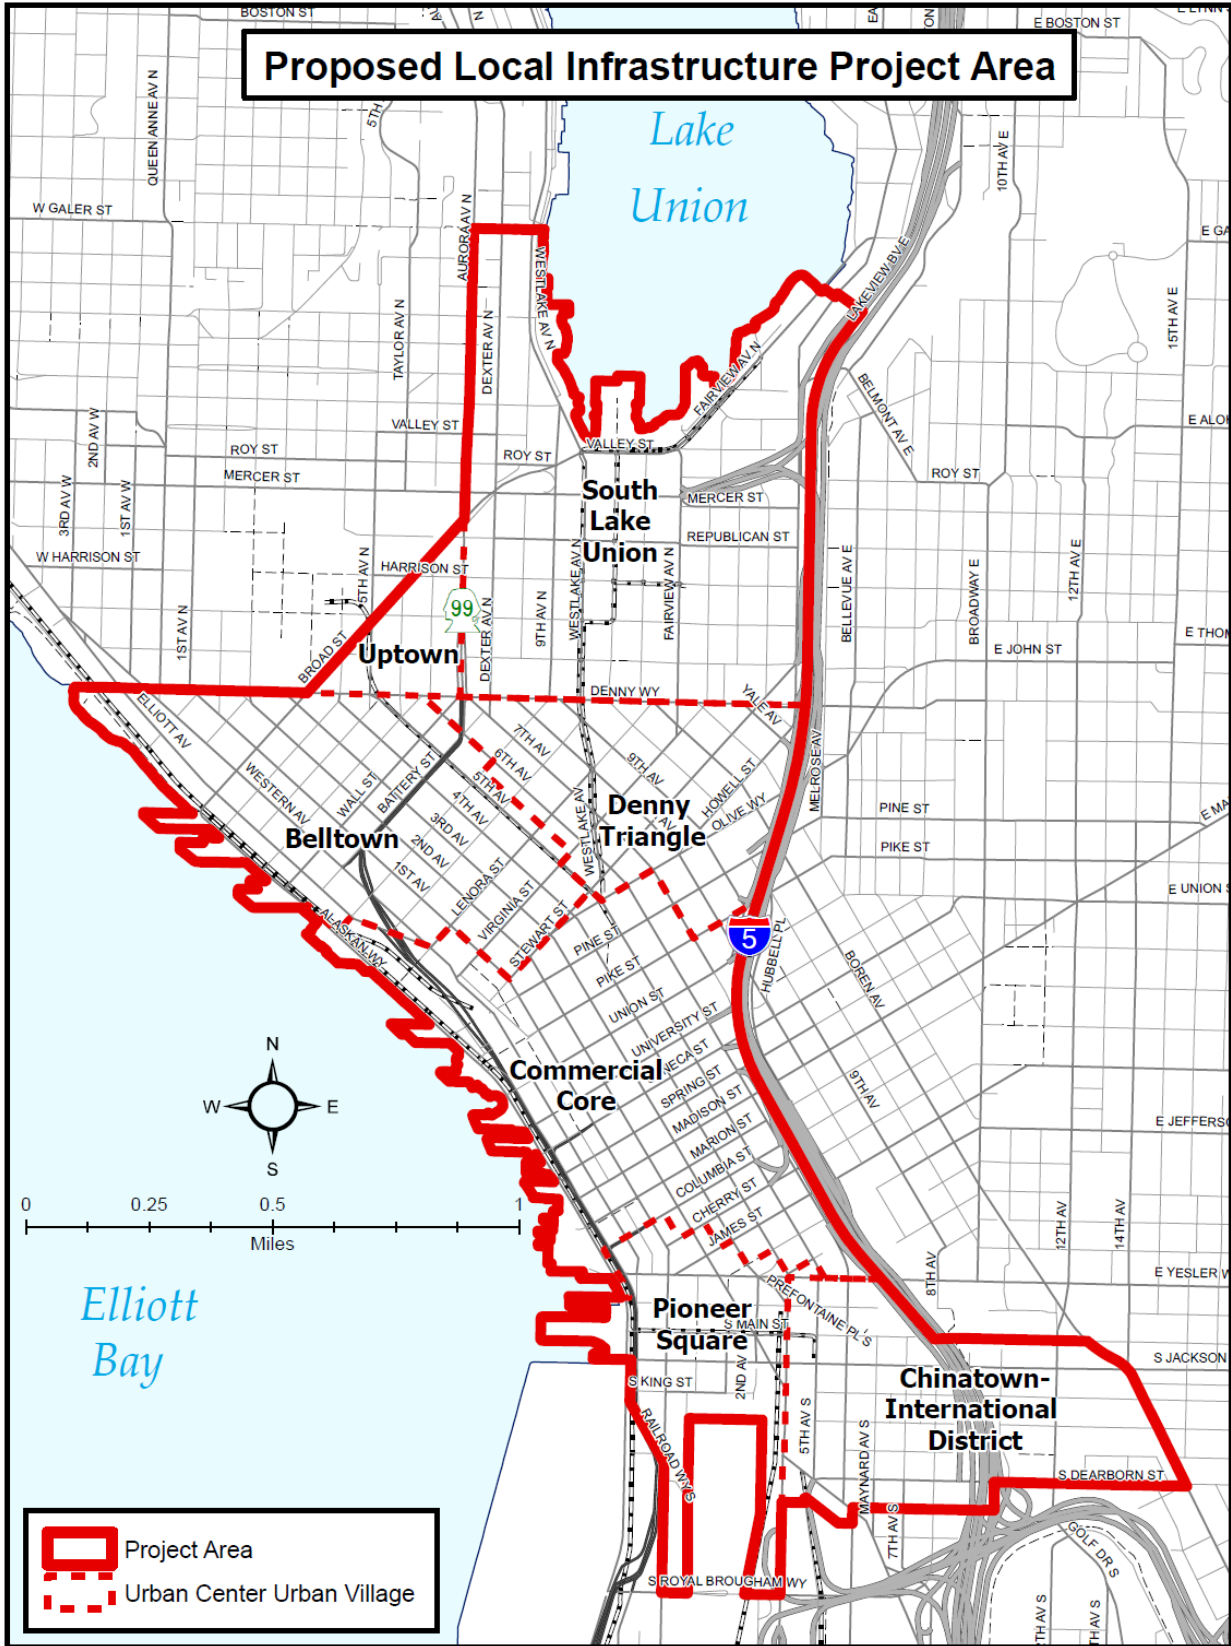 BOSTON ST
E BOSTON ST
Proposed Local Infrastructure Project Area
QUEEN ANNE AV N
5TH
10TH AV E
Lake
Union
W GALER ST
AURORA AV N
WESTLAKE AV N
LAKEVIEW BV E
E GA
TAYLOR AV N
DEXTER AV N
15TH AV E
FAIRVIEW AV N
BELMONT AV E
2ND AV W
VALLEY ST
VALLEY ST
E ALO
ROY ST
ROY ST
MERCER ST
ROY ST
3RD AV W
1ST AV W
South
Lake
Union
MERCER ST
REPUBLICAN ST
W HARRISON ST
HARRISON ST
5TH AV N
1ST AV N
99
DEXTER AV N
9TH AV N
WESTLAKE AV N
FAIRVIEW AV N
BELLEVUE AV E
BROADWAY E
12TH AV E
E THO
BROAD ST
Uptown
E JOHN ST
DENNY WY
YALE AV
ELLIOTT AV
7TH AV
6TH AV
5TH AV
4TH AV
3RD AV
2ND AV
1ST AV
9TH AV
HOWELL ST
OLIVE WY
MELROSE AV
WESTERN AV
WALL ST
BATTERY ST
Denny
Triangle
AV
WESTLAKE AV
PINE ST
E MA
Belltown
PIKE ST
LENORA ST
VIRGINIA ST
STEWART ST
E UNION S
ALASKAN WY
PINE ST
PIKE ST
UNION ST
UNIVERSITY ST
5
HUBBELL PL
BOREN AV
NECA ST
SPRING ST
MADISON ST
MARION ST
COLUMBIA ST
CHERRY ST
JAMES ST
Commercial
Core
9TH AV
E JEFFERS
N
W
E
S
0 0.25 0.5 1
Miles
12TH AV
14TH AV
8TH AV
E YESLER W
Elliott
Bay
PREFONTAINE PL S
Pioneer
Square
S MAIN ST
S JACKSON
S KING ST
2ND AV
Chinatown-
International
District
RAILROAD WY S
5TH AV S
MAYNARD AV S
S DEARBORN ST
7TH AV S
GOLF DR S
S ROYAL BROUGHAM WY
Project Area
Urban Center Urban Village
TH AV S
TH AV S